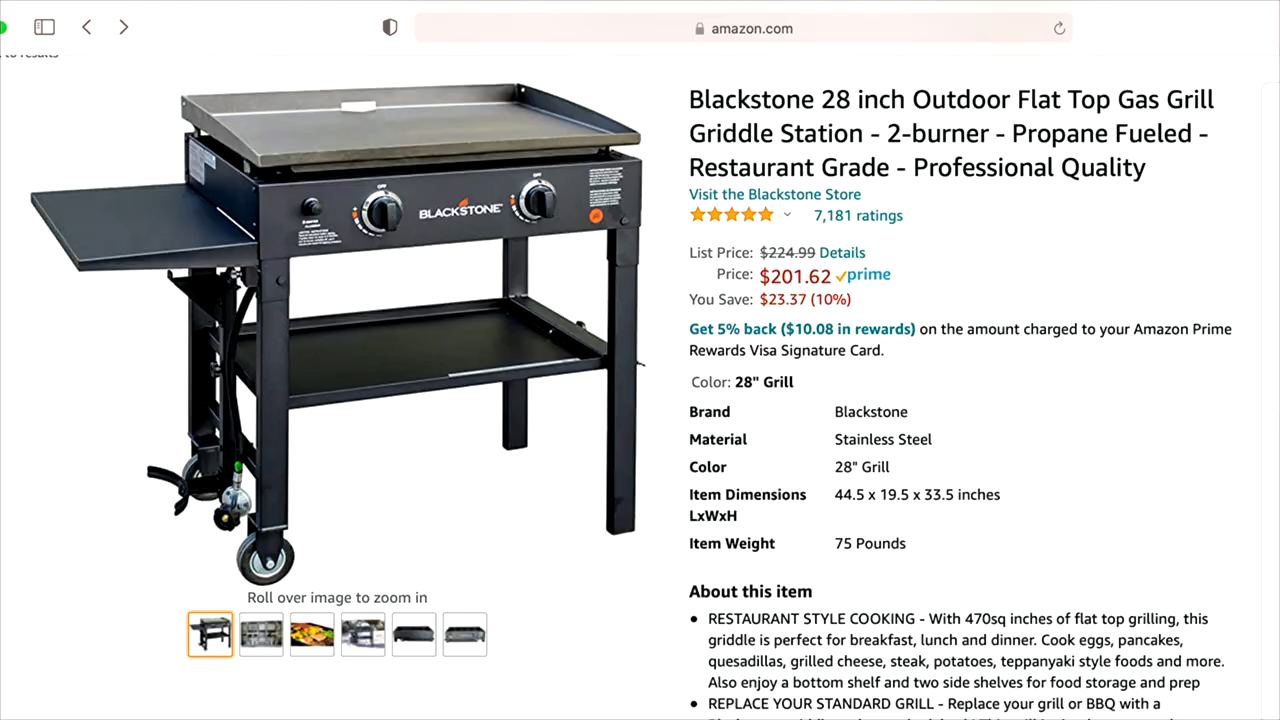 amazon.com
to results
Blackstone 28 inch Outdoor Flat Top Gas Grill
Griddle Station - 2-burner - Propane Fueled -
Restaurant Grade - Professional Quality
Visit the Blackstone Store
7,181 ratings
List Price: $224.99 Details
Price: $201.62 prime
You Save: $23.37 (10%)
Get 5% back ($10.08 in rewards) on the amount charged to your Amazon Prime
Rewards Visa Signature Card.
Color: 28" Grill
Brand Blackstone
Material Stainless Steel
Color 28" Grill
Item Dimensions 44.5 x 19.5 x 33.5 inches
LxWxH
Item Weight 75 Pounds
About this item
RESTAURANT STYLE COOKING - With 470sq inches of flat top grilling, this
griddle is perfect for breakfast, lunch and dinner. Cook eggs, pancakes,
quesadillas, grilled cheese, steak, potatoes, teppanyaki style foods and more.
Also enjoy a bottom shelf and two side shelves for food storage and prep
REPLACE YOUR STANDARD GRILL - Replace your grill or BBQ with a
OFF
BLACKSTONE
OFF
Roll over image to zoom in